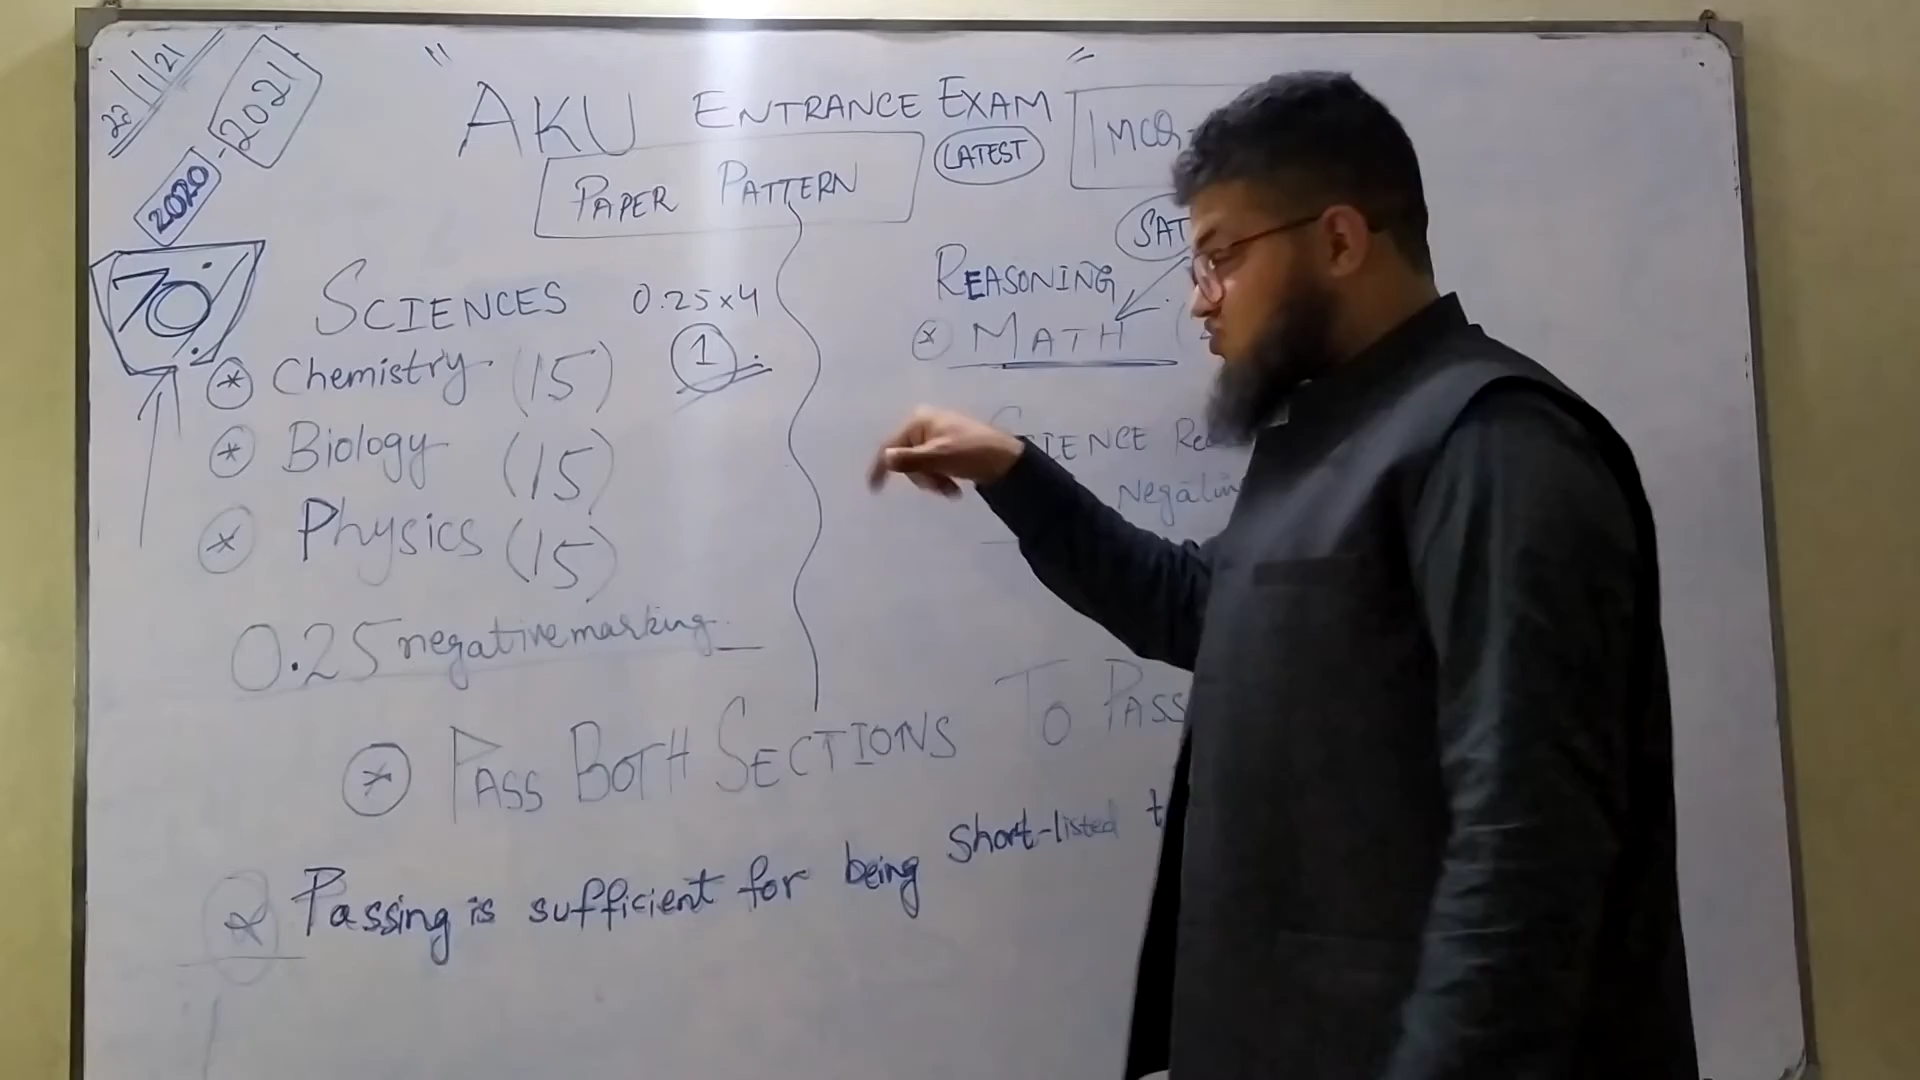 22/1/21
2020-2021
" AKU ENTRANCE EXAM "
LATEST
MCQ
PAPER PATTERN
70%
SCIENCES 0.25x4
1
* Chemistry (15)
* Biology (15)
* Physics (15)
0.25 negative marking
SAT
REASONING
* MATH
SCIENCE
* PASS BOTH SECTIONS TO PASS
Passing is sufficient for being short-listed